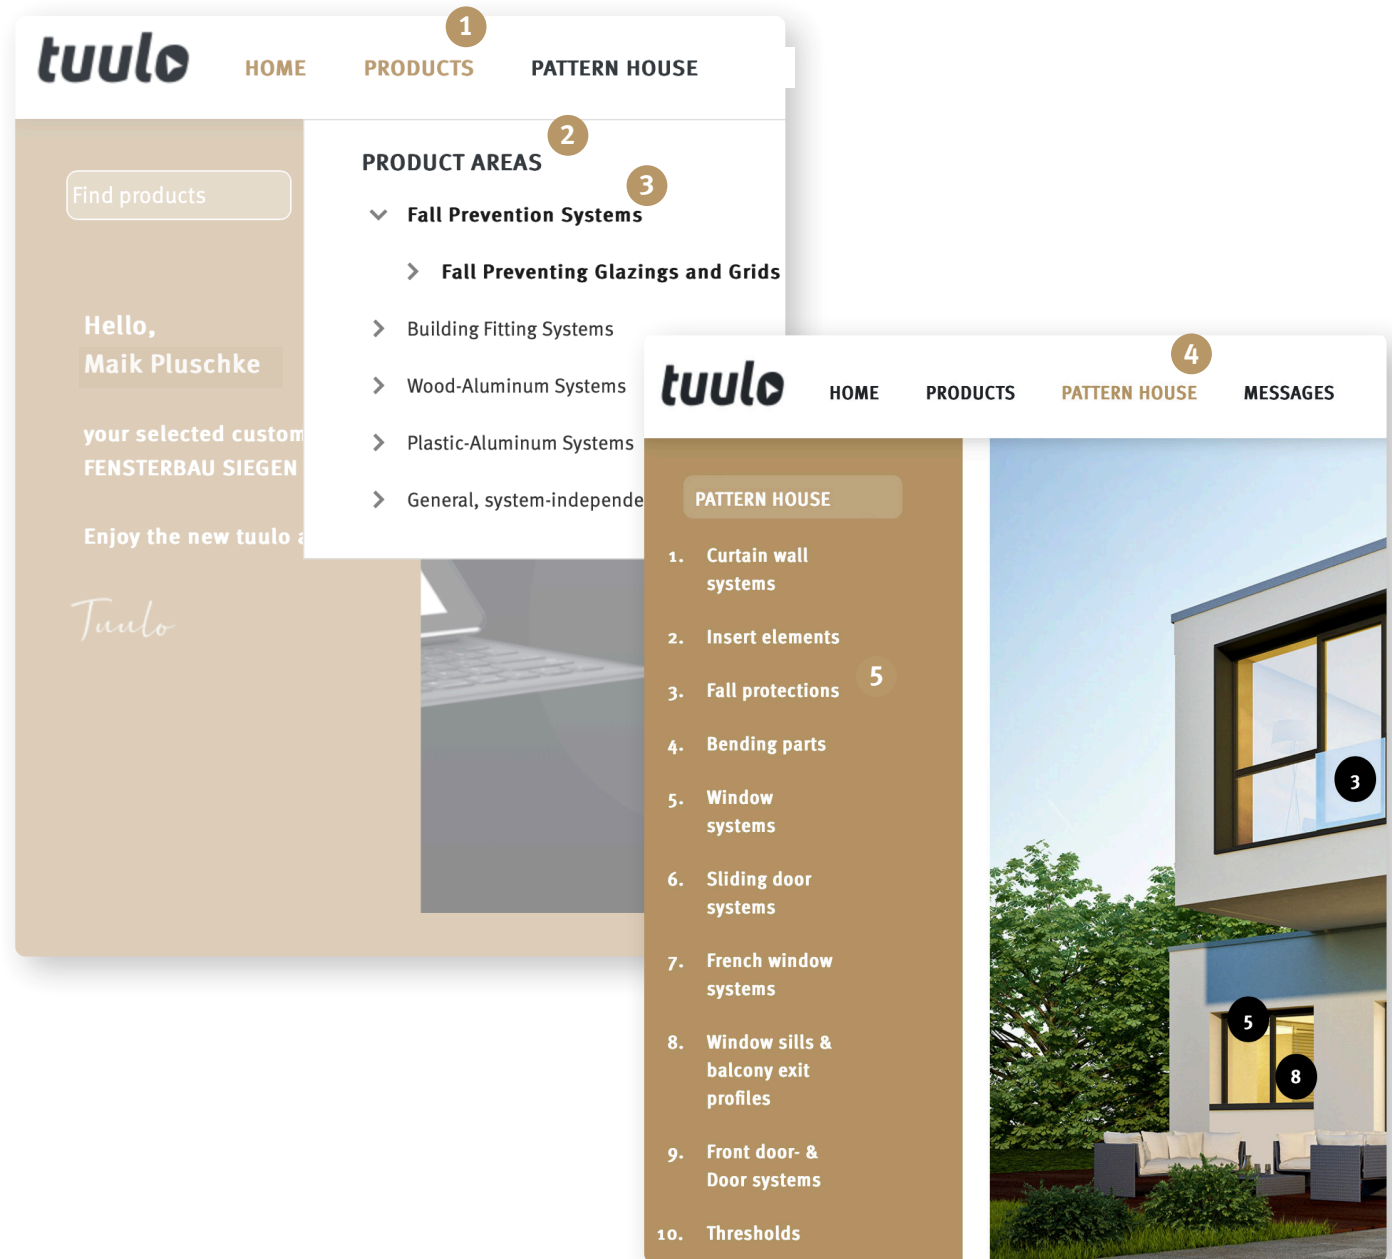 1
tuulo
HOME PRODUCTS PATTERN HOUSE
2
PRODUCT AREAS
3
Fall Prevention Systems
Fall Preventing Glazings and Grids
Building Fitting Systems
Wood-Aluminum Systems
Plastic-Aluminum Systems
General, system-independe
Find products
Hello,
Maik Pluschke
your selected custom
FENSTERBAU SIEGEN
Enjoy the new tuulo a
Tuulo
4
tuulo
HOME PRODUCTS PATTERN HOUSE MESSAGES
PATTERN HOUSE
1. Curtain wall
systems
2. Insert elements
5
3. Fall protections
4. Bending parts
5. Window
systems
6. Sliding door
systems
7. French window
systems
8. Window sills &
balcony exit
profiles
9. Front door- &
Door systems
10. Thresholds
3
5
8